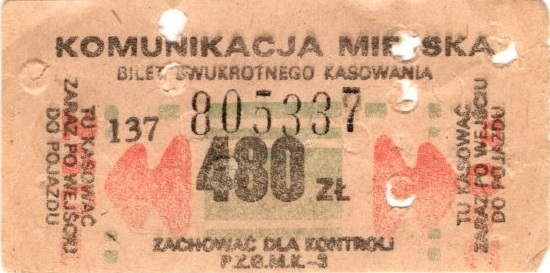 KOMUNIKACJA MIEJSKA
BILET DWUKROTNEGO KASOWANIA
805337
137
480 ZŁ
TU KASOWAĆ
ZARAZ PO WEJŚCIU
DO POJAZDU
TU KASOWAĆ
ZARAZ PO WEJŚCIU
DO POJAZDU
ZACHOWAĆ DLA KONTROLI
P.Z.G.M.K.-3